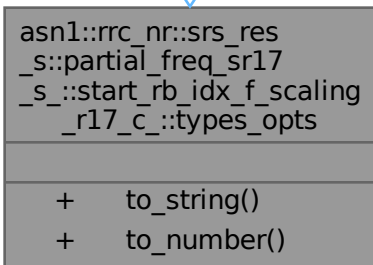 asn1::rrc_nr::srs_res
_s::partial_freq_sr17
_s_::start_rb_idx_f_scaling
_r17_c_::types_opts
+ to_string()
+ to_number()